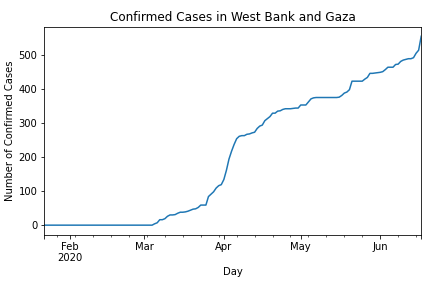 Confirmed Cases in West Bank and Gaza
Number of Confirmed Cases
500
400
300
200
100
0
Feb
2020
Mar
Apr
May
Jun
Day